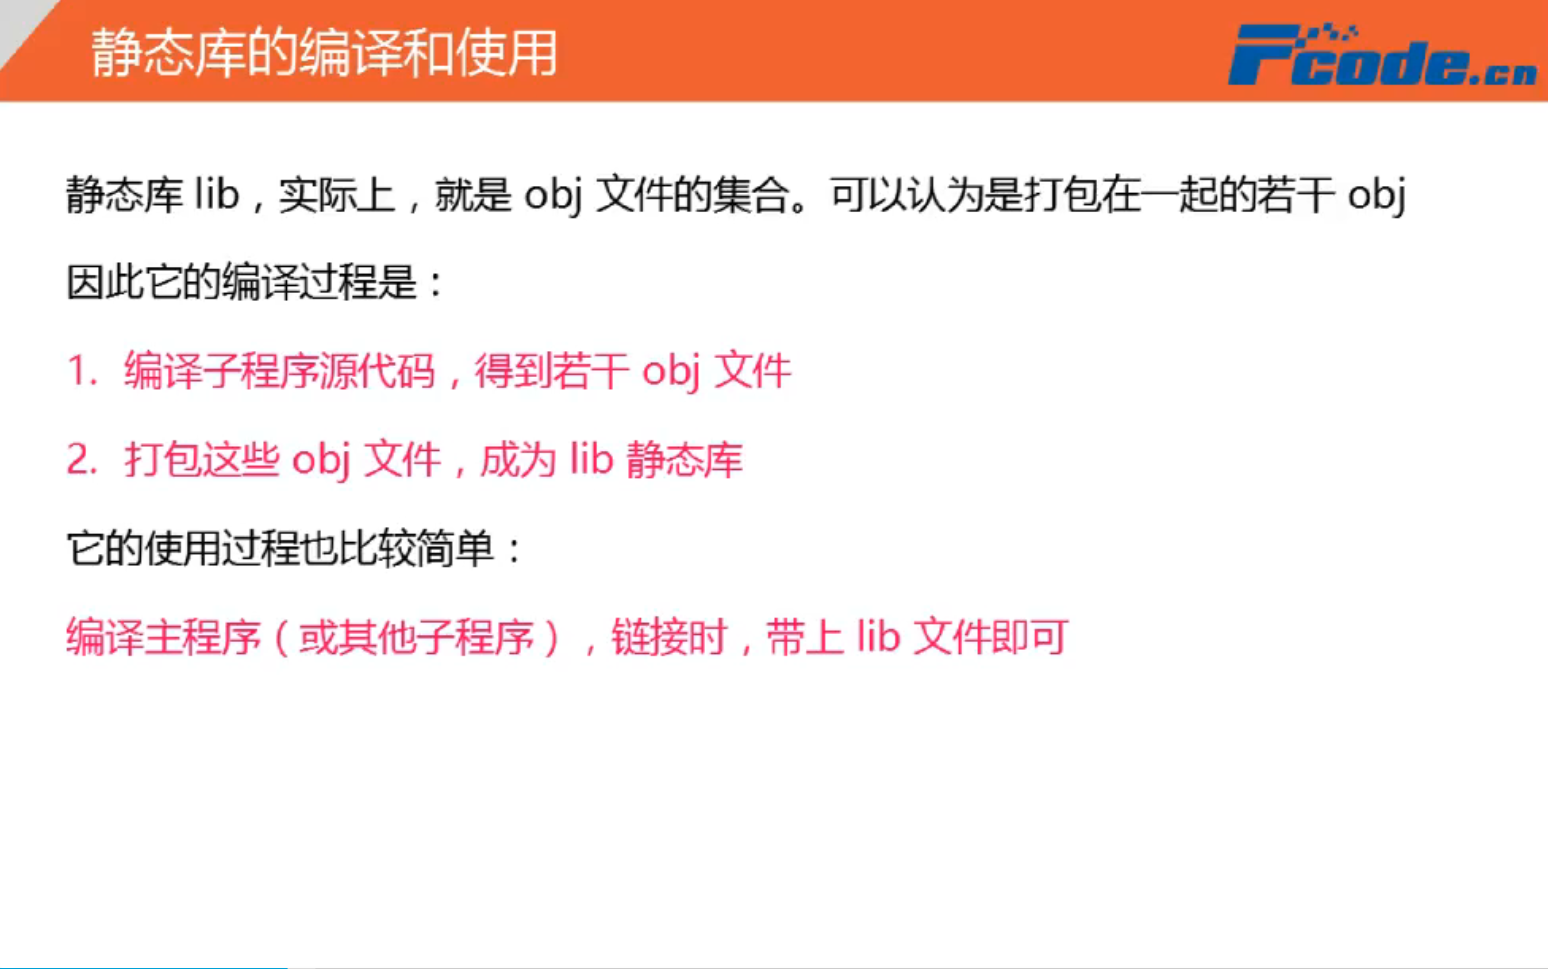 静态库的编译和使用
Fcode.cn
静态库 lib，实际上，就是 obj 文件的集合。可以认为是打包在一起的若干 obj
因此它的编译过程是：
1. 编译子程序源代码，得到若干 obj 文件
2. 打包这些 obj 文件，成为 lib 静态库
它的使用过程也比较简单：
编译主程序（或其他子程序），链接时，带上 lib 文件即可